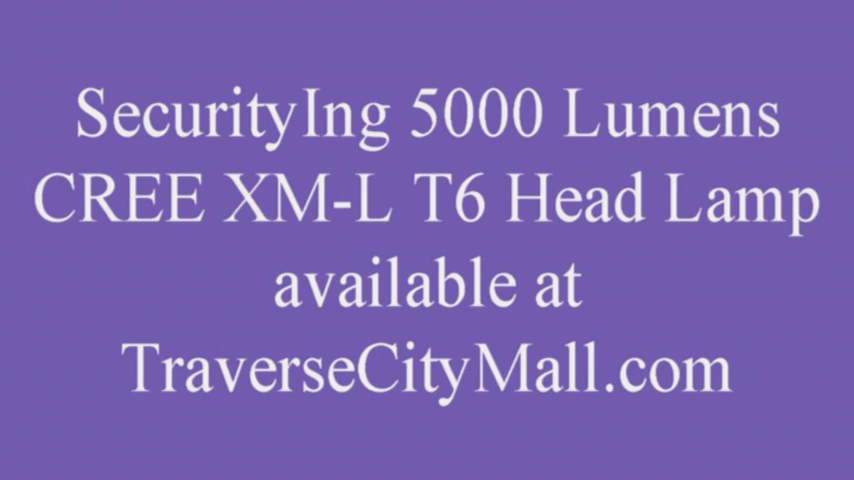 SecurityIng 5000 Lumens
CREE XM-L T6 Head Lamp
available at
TraverseCityMall.com